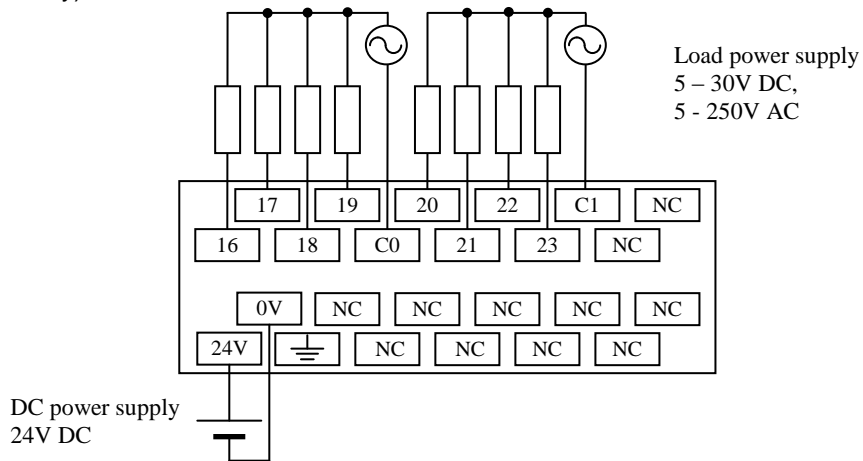 Load power supply
5 – 30V DC,
5 - 250V AC
17 19 20 22 C1 NC
16 18 C0 21 23 NC
0V NC NC NC NC NC
24V NC NC NC NC
DC power supply
24V DC